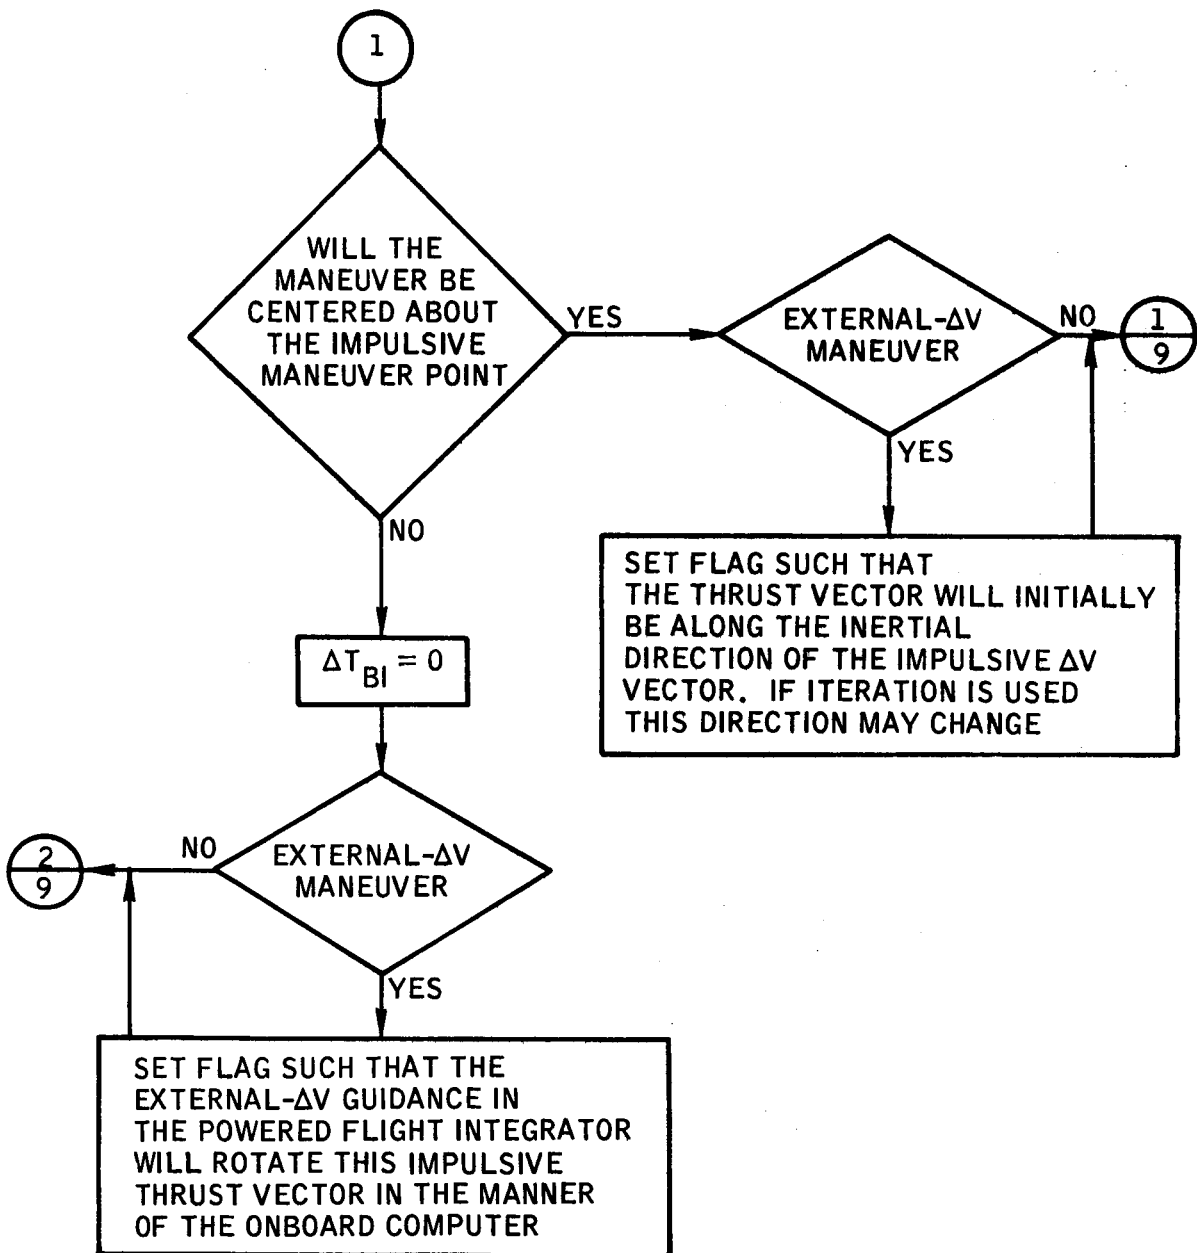 1
WILL THE
MANEUVER BE
CENTERED ABOUT
THE IMPULSIVE
MANEUVER POINT
YES
EXTERNAL-ΔV
MANEUVER
NO
1
9
YES
SET FLAG SUCH THAT
THE THRUST VECTOR WILL INITIALLY
BE ALONG THE INERTIAL
DIRECTION OF THE IMPULSIVE ΔV
VECTOR. IF ITERATION IS USED
THIS DIRECTION MAY CHANGE
NO
ΔT_BI = 0
EXTERNAL-ΔV
MANEUVER
NO
2
9
YES
SET FLAG SUCH THAT THE
EXTERNAL-ΔV GUIDANCE IN
THE POWERED FLIGHT INTEGRATOR
WILL ROTATE THIS IMPULSIVE
THRUST VECTOR IN THE MANNER
OF THE ONBOARD COMPUTER